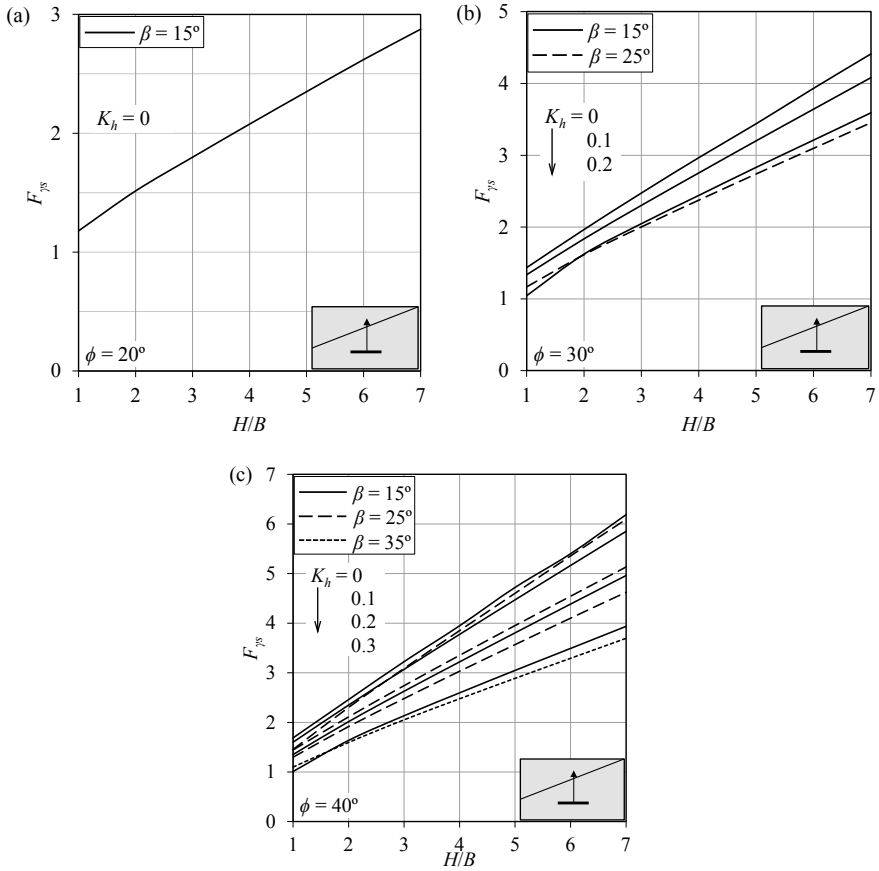 (a)
3
2
1
0
F_γs
β = 15º
K_h = 0
ϕ = 20º
1 2 3 4 5 6 7
H/B
(b)
5
4
3
2
1
0
F_γs
β = 15º
β = 25º
K_h = 0
0.1
0.2
ϕ = 30º
1 2 3 4 5 6 7
H/B
(c)
7
6
5
4
3
2
1
0
F_γs
β = 15º
β = 25º
β = 35º
K_h = 0
0.1
0.2
0.3
ϕ = 40º
1 2 3 4 5 6 7
H/B